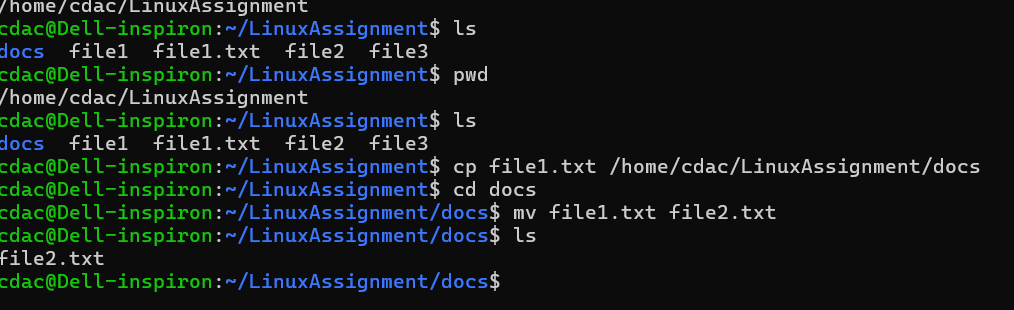 /home/cdac/LinuxAssignment
cdac@Dell-inspiron:~/LinuxAssignment$ ls
docs  file1  file1.txt  file2  file3
cdac@Dell-inspiron:~/LinuxAssignment$ pwd
/home/cdac/LinuxAssignment
cdac@Dell-inspiron:~/LinuxAssignment$ ls
docs  file1  file1.txt  file2  file3
cdac@Dell-inspiron:~/LinuxAssignment$ cp file1.txt /home/cdac/LinuxAssignment/docs
cdac@Dell-inspiron:~/LinuxAssignment$ cd docs
cdac@Dell-inspiron:~/LinuxAssignment/docs$ mv file1.txt file2.txt
cdac@Dell-inspiron:~/LinuxAssignment/docs$ ls
file2.txt
cdac@Dell-inspiron:~/LinuxAssignment/docs$